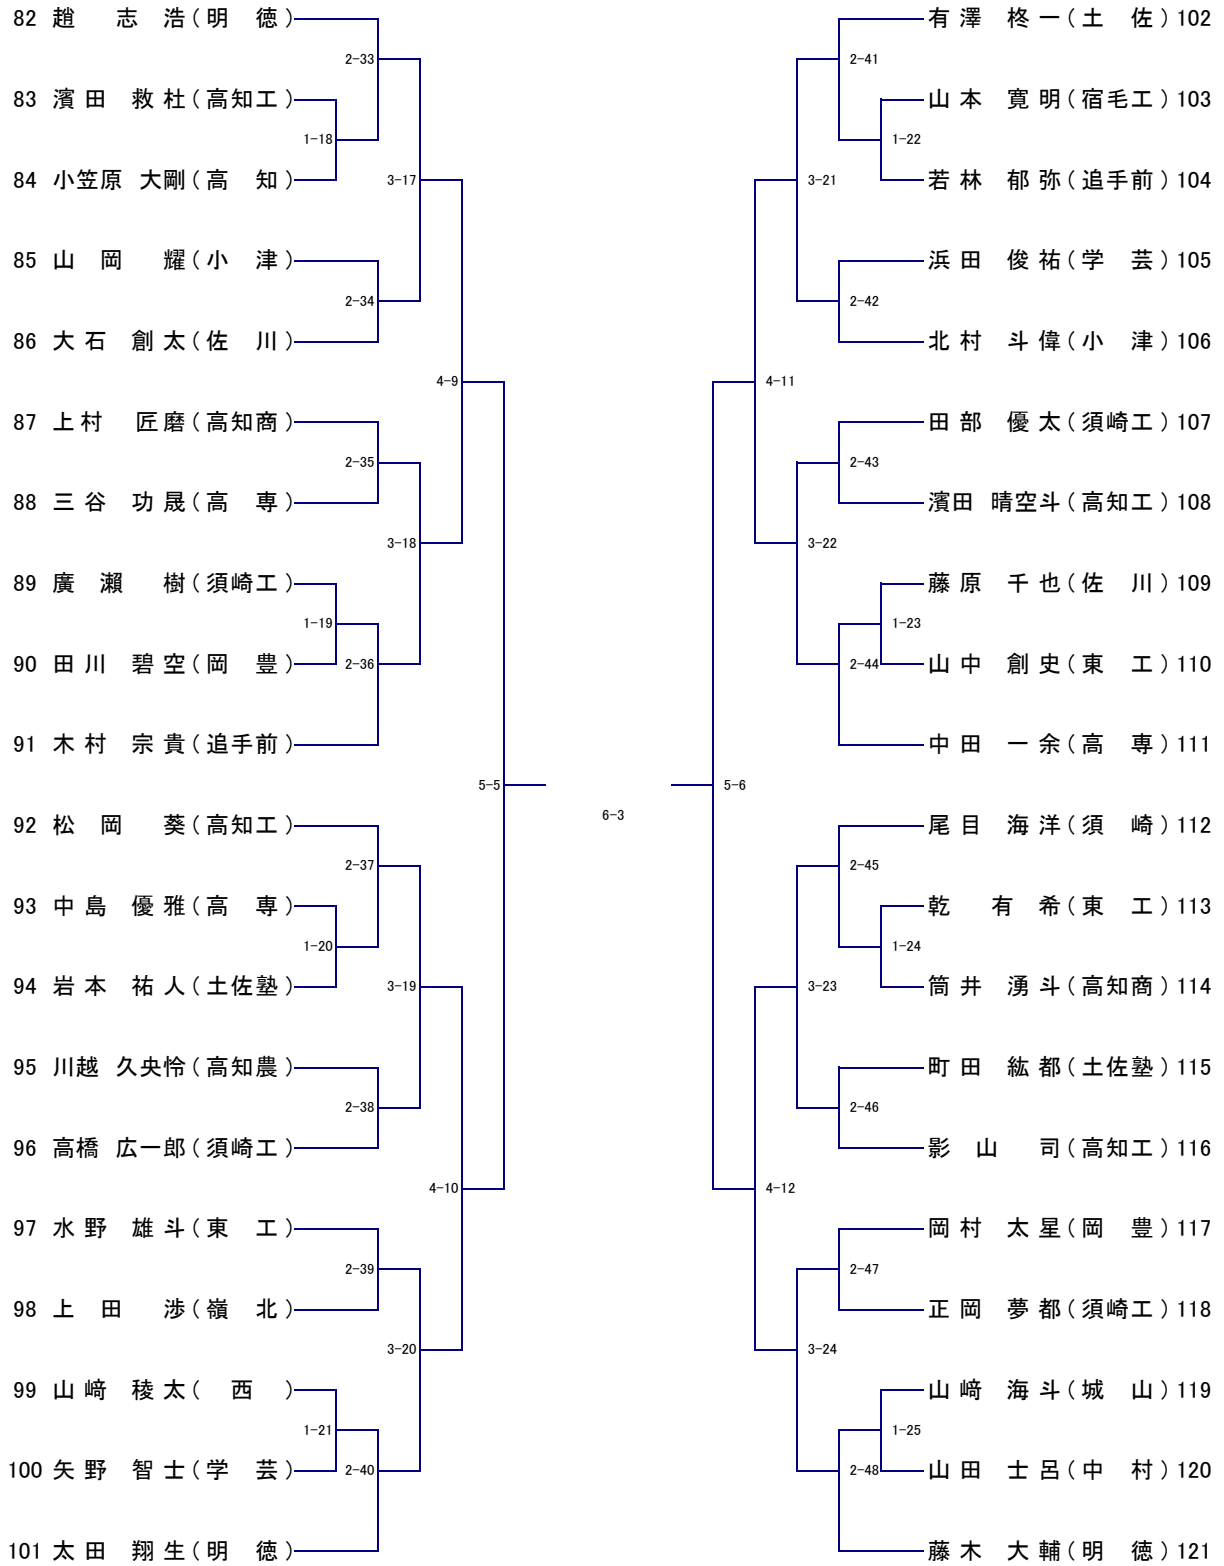 82 趙 志 浩 ( 明 徳 )
2-33
83 濱 田 救 杜 ( 高知工 )
1-18
84 小笠原 大剛 ( 高 知 )
3-17
85 山 岡 耀 ( 小 津 )
2-34
86 大 石 創 太 ( 佐 川 )
4-9
87 上 村 匠 磨 ( 高知商 )
2-35
88 三 谷 功 晟 ( 高 専 )
3-18
89 廣 瀬 樹 ( 須崎工 )
1-19
90 田 川 碧 空 ( 岡 豊 )
2-36
91 木 村 宗 貴 ( 追手前 )
5-5
92 松 岡 葵 ( 高知工 )
2-37
93 中 島 優 雅 ( 高 専 )
1-20
94 岩 本 祐 人 ( 土佐塾 )
3-19
95 川越 久央怜 ( 高知農 )
2-38
96 高橋 広一郎 ( 須崎工 )
4-10
97 水 野 雄 斗 ( 東 工 )
2-39
98 上 田 渉 ( 嶺 北 )
3-20
99 山 﨑 稜 太 ( 西 )
1-21
100 矢 野 智 士 ( 学 芸 )
2-40
101 太 田 翔 生 ( 明 徳 )
6-3
有 澤 柊 一 ( 土 佐 ) 102
2-41
山 本 寛 明 ( 宿毛工 ) 103
1-22
若 林 郁 弥 ( 追手前 ) 104
3-21
浜 田 俊 祐 ( 学 芸 ) 105
2-42
北 村 斗 偉 ( 小 津 ) 106
4-11
田 部 優 太 ( 須崎工 ) 107
2-43
濱田 晴空斗 ( 高知工 ) 108
3-22
藤 原 千 也 ( 佐 川 ) 109
1-23
山 中 創 史 ( 東 工 ) 110
2-44
中 田 一 余 ( 高 専 ) 111
5-6
尾 目 海 洋 ( 須 崎 ) 112
2-45
乾 有 希 ( 東 工 ) 113
1-24
筒 井 湧 斗 ( 高知商 ) 114
3-23
町 田 紘 都 ( 土佐塾 ) 115
2-46
影 山 司 ( 高知工 ) 116
4-12
岡 村 太 星 ( 岡 豊 ) 117
2-47
正 岡 夢 都 ( 須崎工 ) 118
3-24
山 﨑 海 斗 ( 城 山 ) 119
1-25
山 田 士 呂 ( 中 村 ) 120
2-48
藤 木 大 輔 ( 明 徳 ) 121